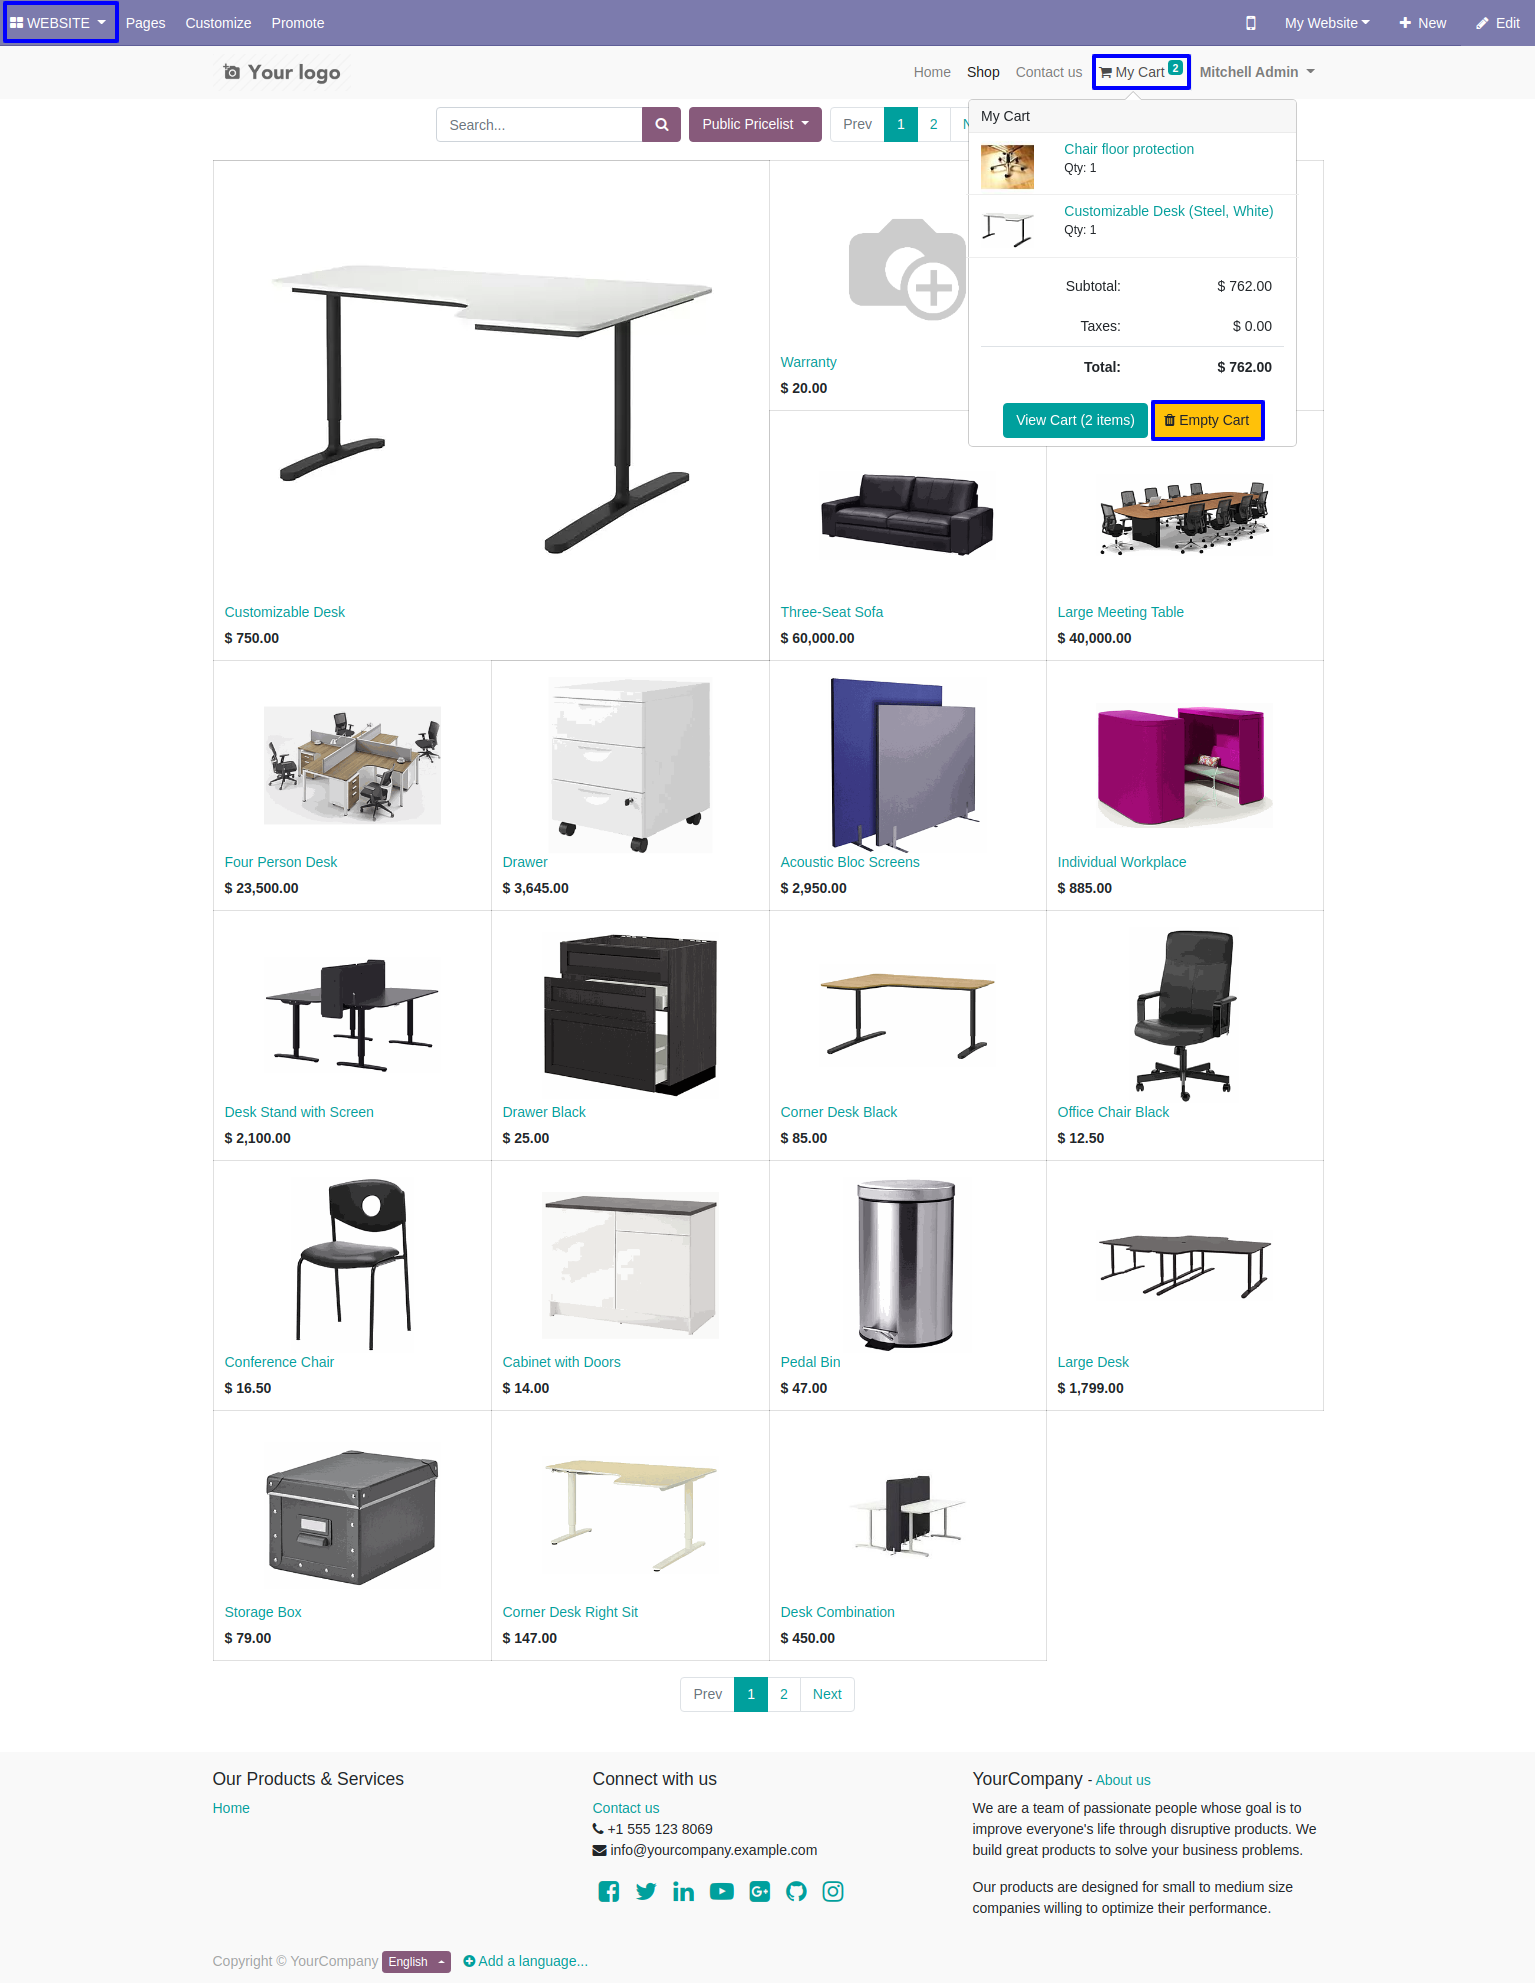 WEBSITE Pages Customize Promote My Website New Edit
Your logo Home Shop Contact us My Cart 2 Mitchell Admin
Search... Public Pricelist Prev 1 2
My Cart
Chair floor protection
Qty: 1
Customizable Desk (Steel, White)
Qty: 1
Subtotal: $ 762.00
Taxes: $ 0.00
Total: $ 762.00
View Cart (2 items) Empty Cart
Warranty
$ 20.00
Customizable Desk Three-Seat Sofa Large Meeting Table
$ 750.00 $ 60,000.00 $ 40,000.00
Four Person Desk Drawer Acoustic Bloc Screens Individual Workplace
$ 23,500.00 $ 3,645.00 $ 2,950.00 $ 885.00
Desk Stand with Screen Drawer Black Corner Desk Black Office Chair Black
$ 2,100.00 $ 25.00 $ 85.00 $ 12.50
Conference Chair Cabinet with Doors Pedal Bin Large Desk
$ 16.50 $ 14.00 $ 47.00 $ 1,799.00
Storage Box Corner Desk Right Sit Desk Combination
$ 79.00 $ 147.00 $ 450.00
Prev 1 2 Next
Our Products & Services
Home
Connect with us
Contact us
+1 555 123 8069
info@yourcompany.example.com
YourCompany - About us
We are a team of passionate people whose goal is to
improve everyone's life through disruptive products. We
build great products to solve your business problems.
Our products are designed for small to medium size
companies willing to optimize their performance.
Copyright © YourCompany English Add a language...